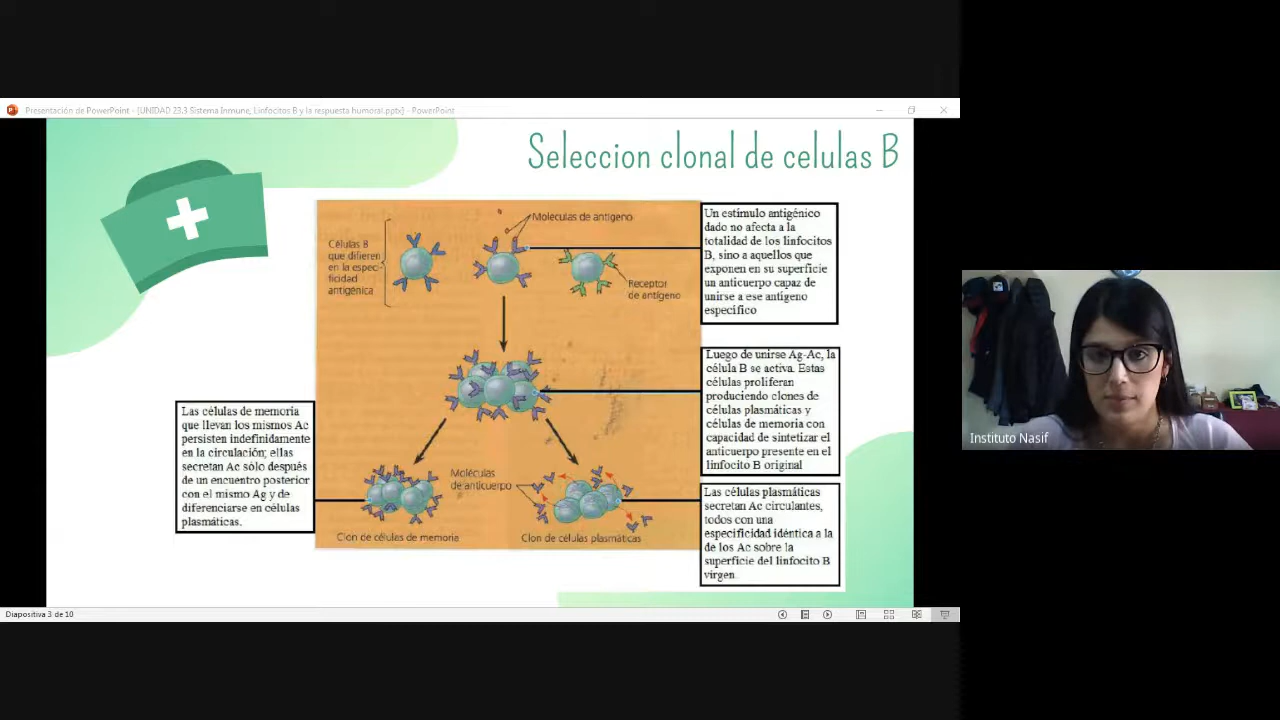 Presentación de PowerPoint - [UNIDAD 23.3 Sistema Inmune, Linfocitos B y la respuesta humoral.pptx] - PowerPoint
Seleccion clonal de celulas B
Moleculas de antigeno
Células B
que difieren
en la especi-
ficidad
antigénica
Receptor
de antígeno
Un estímulo antigénico
dado no afecta a la
totalidad de los linfocitos
B, sino a aquellos que
exponen en su superficie
un anticuerpo capaz de
unirse a ese antígeno
especifico
Luego de unirse Ag-Ac, la
célula B se activa. Estas
células proliferan
produciendo clones de
células plasmáticas y
células de memoria con
capacidad de sintetizar el
anticuerpo presente en el
linfocito B original
Las células de memoria
que llevan los mismos Ac
persisten indefinidamente
en la circulación; ellas
secretan Ac sólo después
de un encuentro posterior
con el mismo Ag y de
diferenciarse en células
plasmáticas.
Moléculas
de anticuerpo
Las células plasmáticas
secretan Ac circulantes,
todos con una
especificidad idéntica a la
de los Ac sobre la
superficie del linfocito B
virgen.
Clon de células de memoria
Clon de células plasmáticas
Instituto Nasif
Diapositiva 3 de 10